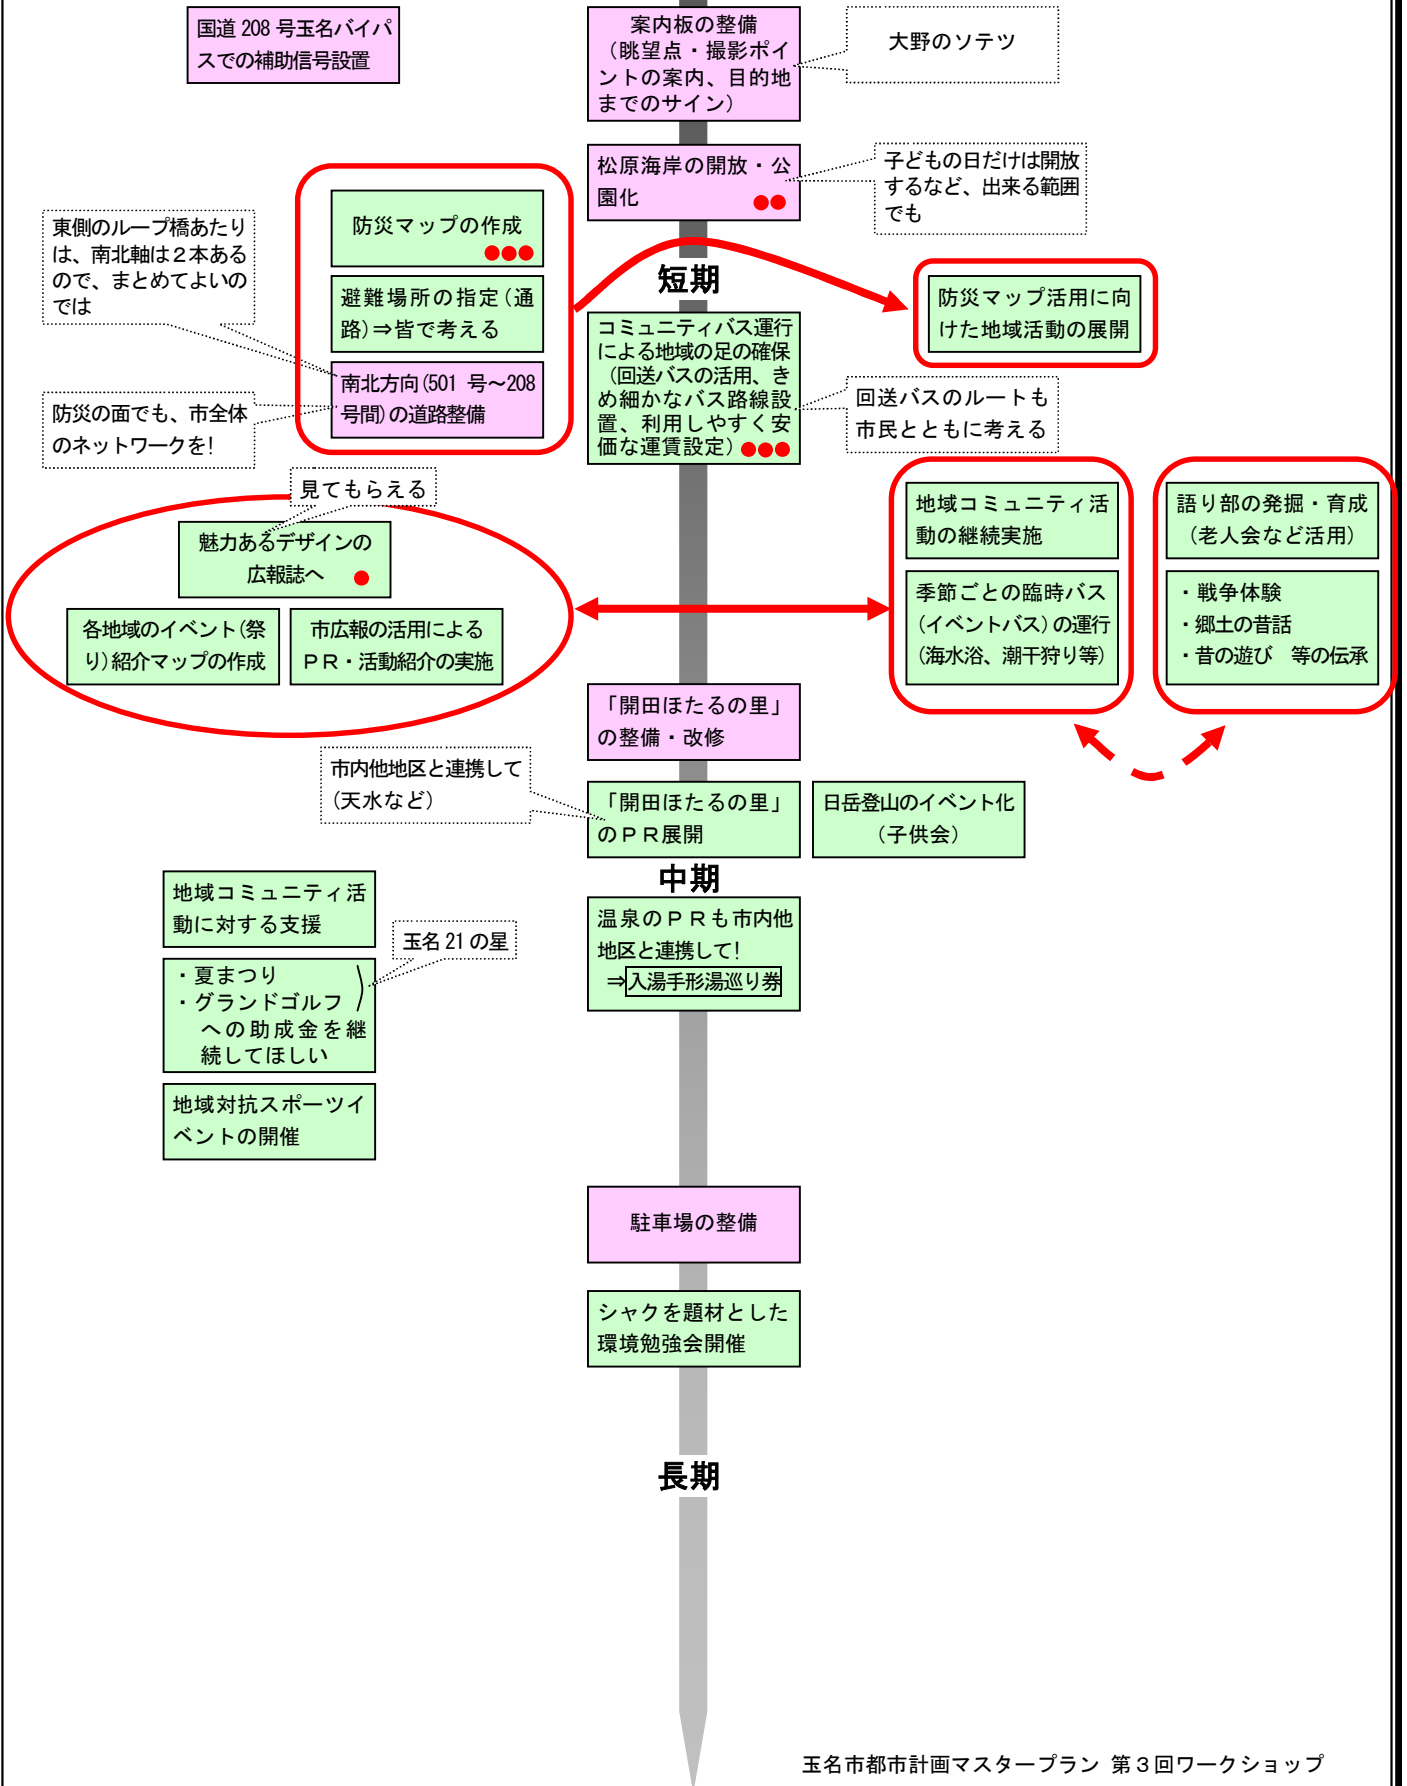 国道 208 号玉名バイパ
スでの補助信号設置
案内板の整備
（眺望点・撮影ポイ
ントの案内、目的地
までのサイン）
大野のソテツ
松原海岸の開放・公
園化
子どもの日だけは開放
するなど、出来る範囲
でも
東側のループ橋あたり
は、南北軸は２本ある
ので、まとめてよいの
では
防災マップの作成
避難場所の指定（通
路）⇒皆で考える
南北方向(501 号～208
号間)の道路整備
防災の面でも、市全体
のネットワークを!
短期
防災マップ活用に向
けた地域活動の展開
コミュニティバス運行
による地域の足の確保
（回送バスの活用、き
め細かなバス路線設
置、利用しやすく安
価な運賃設定）
回送バスのルートも
市民とともに考える
見てもらえる
魅力あるデザインの
広報誌へ
各地域のイベント（祭
り）紹介マップの作成
市広報の活用による
ＰＲ・活動紹介の実施
地域コミュニティ活
動の継続実施
季節ごとの臨時バス
（イベントバス）の運行
（海水浴、潮干狩り等）
語り部の発掘・育成
（老人会など活用）
・戦争体験
・郷土の昔話
・昔の遊び　等の伝承
「開田ほたるの里」
の整備・改修
市内他地区と連携して
（天水など）
「開田ほたるの里」
のＰＲ展開
日岳登山のイベント化
（子供会）
中期
地域コミュニティ活
動に対する支援
・夏まつり
・グランドゴルフ
への助成金を継
続してほしい
玉名 21 の星
地域対抗スポーツイ
ベントの開催
温泉のＰＲも市内他
地区と連携して!
⇒入湯手形湯巡り券
駐車場の整備
シャクを題材とした
環境勉強会開催
長期
玉名市都市計画マスタープラン 第３回ワークショップ